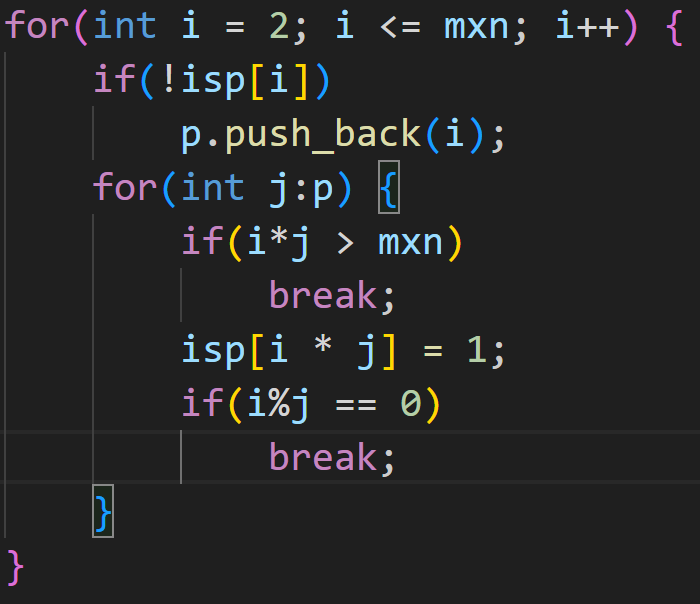 for(int i = 2; i <= mxn; i++) {
    if(!isp[i])
        p.push_back(i);
    for(int j:p) {
        if(i*j > mxn)
            break;
        isp[i * j] = 1;
        if(i%j == 0)
            break;
    }
}